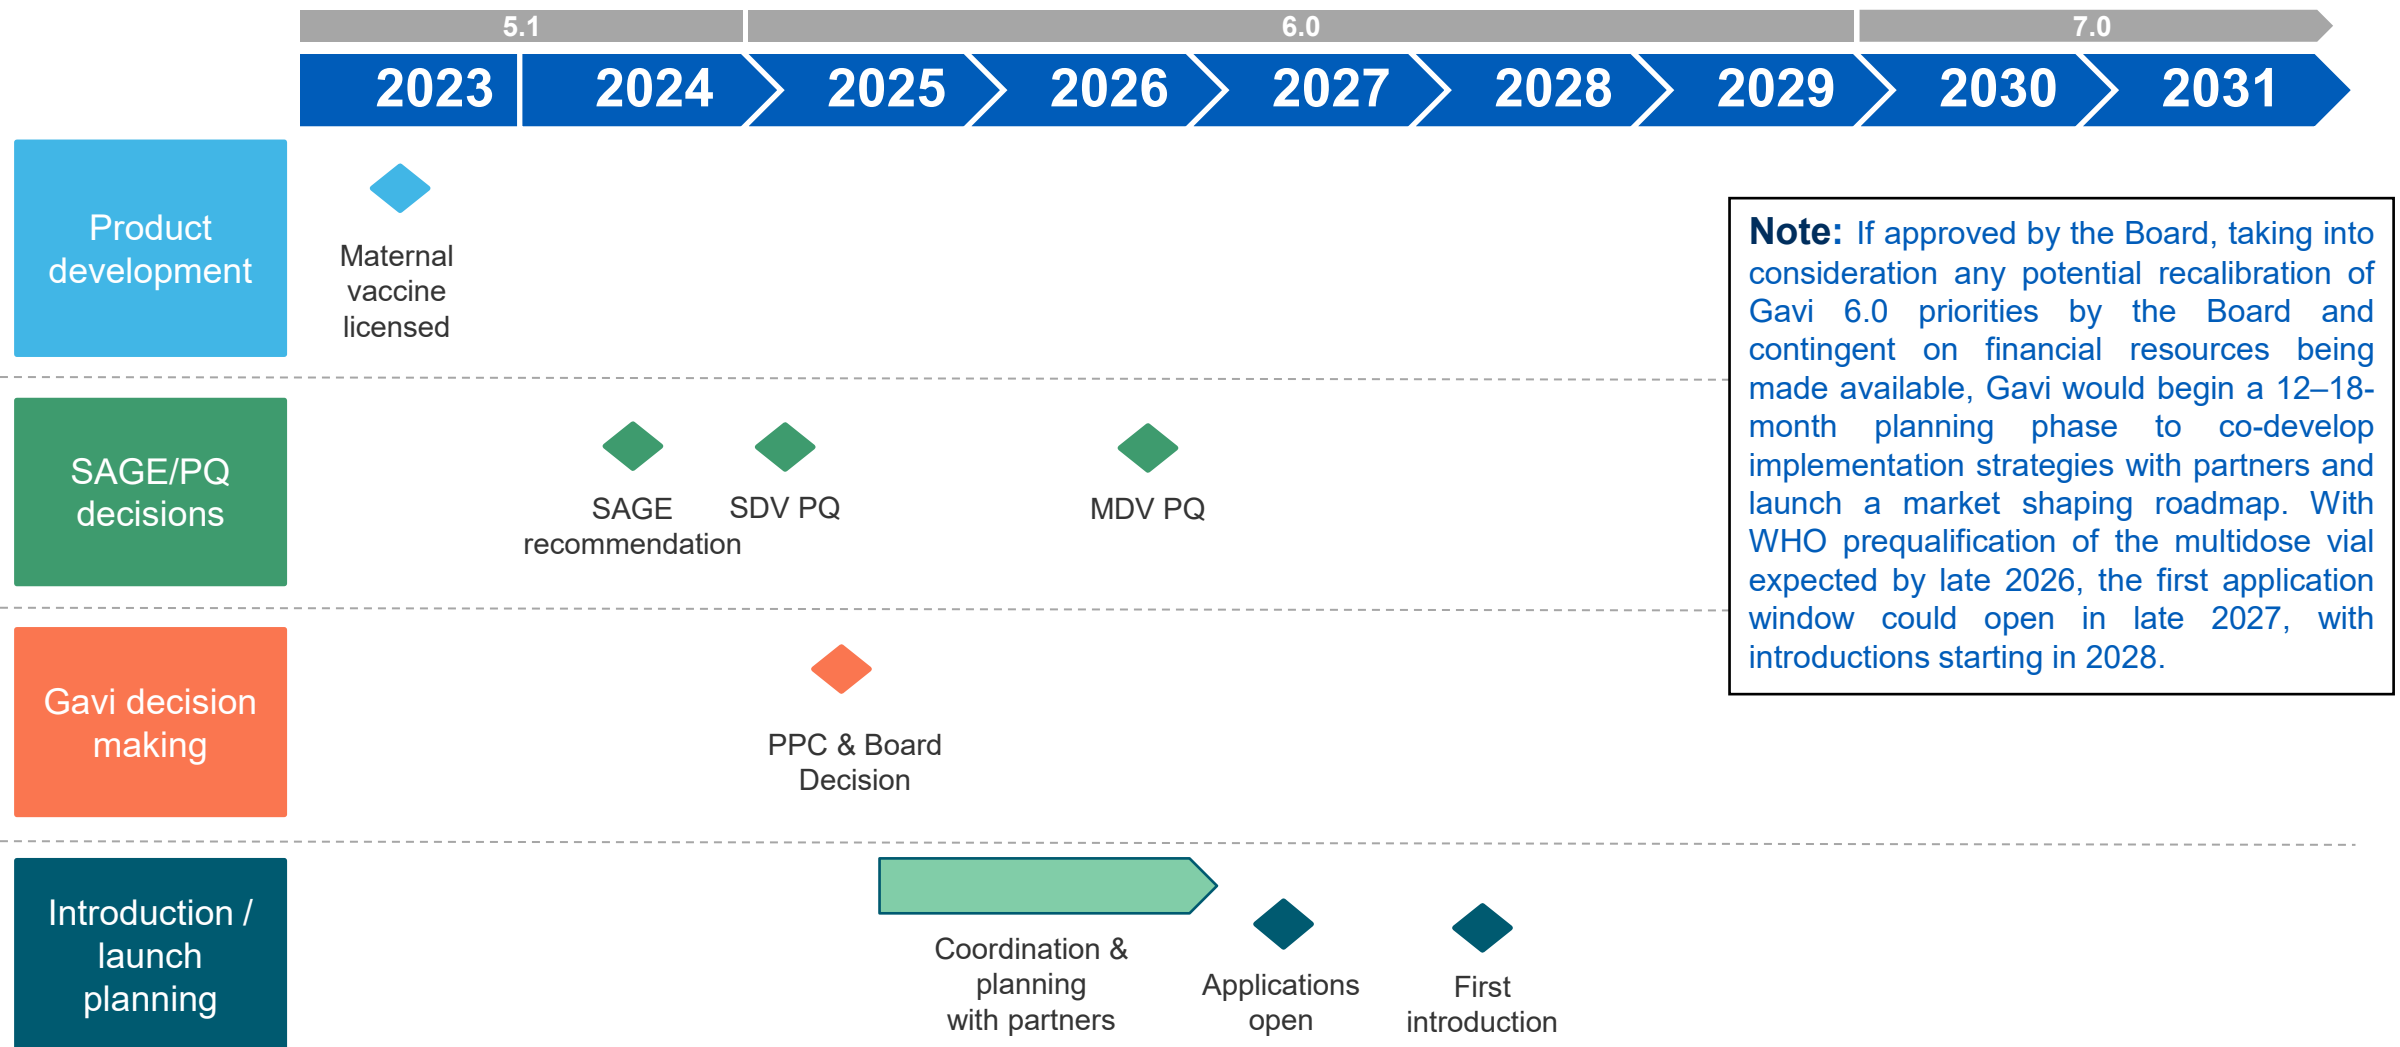 5.1 6.0 7.0
2023 2024 2025 2026 2027 2028 2029 2030 2031
Product
development
Maternal
vaccine
licensed
Note: If approved by the Board, taking into
consideration any potential recalibration of
Gavi 6.0 priorities by the Board and
contingent on financial resources being
made available, Gavi would begin a 12–18-
month planning phase to co-develop
implementation strategies with partners and
launch a market shaping roadmap. With
WHO prequalification of the multidose vial
expected by late 2026, the first application
window could open in late 2027, with
introductions starting in 2028.
SAGE/PQ
decisions
SAGE
recommendation
SDV PQ
MDV PQ
Gavi decision
making
PPC & Board
Decision
Introduction /
launch
planning
Coordination &
planning
with partners
Applications
open
First
introduction